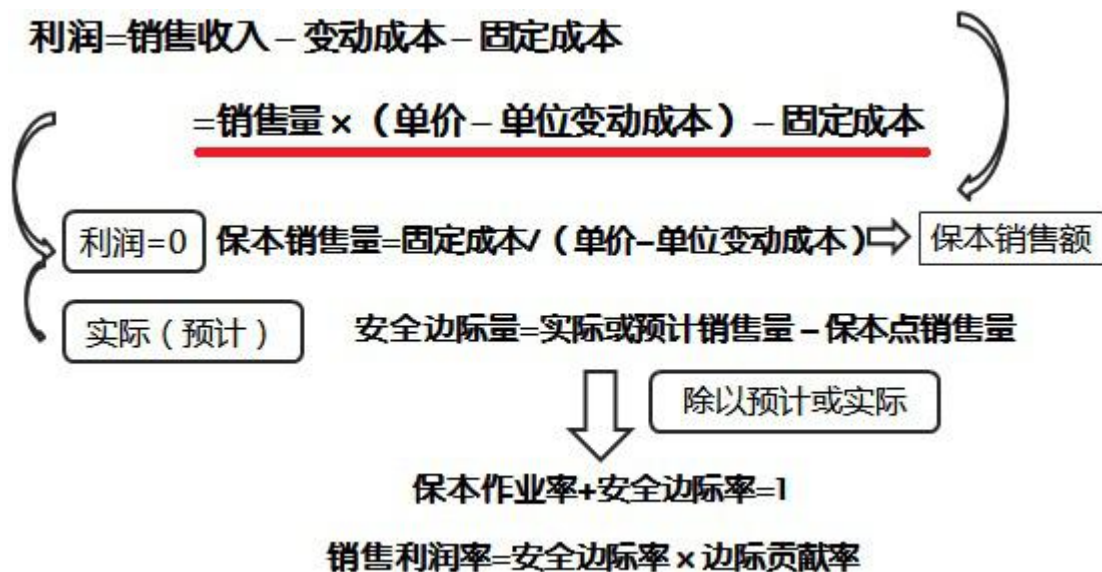 利润=销售收入－变动成本－固定成本
=销售量×（单价－单位变动成本）－固定成本
利润=0 保本销售量=固定成本/（单价-单位变动成本） 保本销售额
实际（预计） 安全边际量=实际或预计销售量－保本点销售量
除以预计或实际
保本作业率+安全边际率=1
销售利润率=安全边际率×边际贡献率